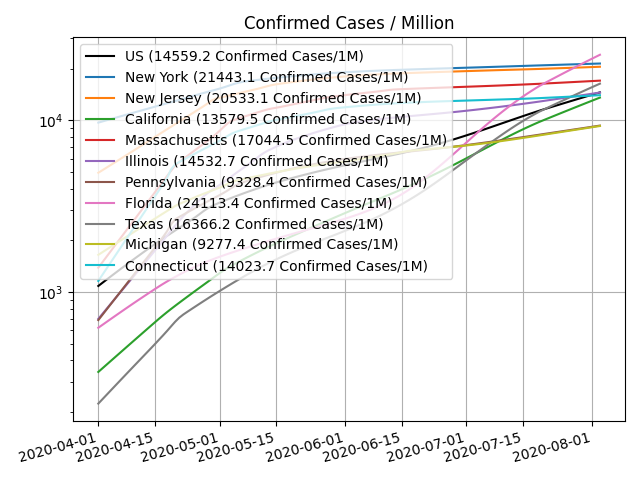 Confirmed Cases / Million
US (14559.2 Confirmed Cases/1M)
New York (21443.1 Confirmed Cases/1M)
New Jersey (20533.1 Confirmed Cases/1M)
California (13579.5 Confirmed Cases/1M)
Massachusetts (17044.5 Confirmed Cases/1M)
Illinois (14532.7 Confirmed Cases/1M)
Pennsylvania (9328.4 Confirmed Cases/1M)
Florida (24113.4 Confirmed Cases/1M)
Texas (16366.2 Confirmed Cases/1M)
Michigan (9277.4 Confirmed Cases/1M)
Connecticut (14023.7 Confirmed Cases/1M)
10⁴
10³
2020-04-01
2020-04-15
2020-05-01
2020-05-15
2020-06-01
2020-06-15
2020-07-01
2020-07-15
2020-08-01